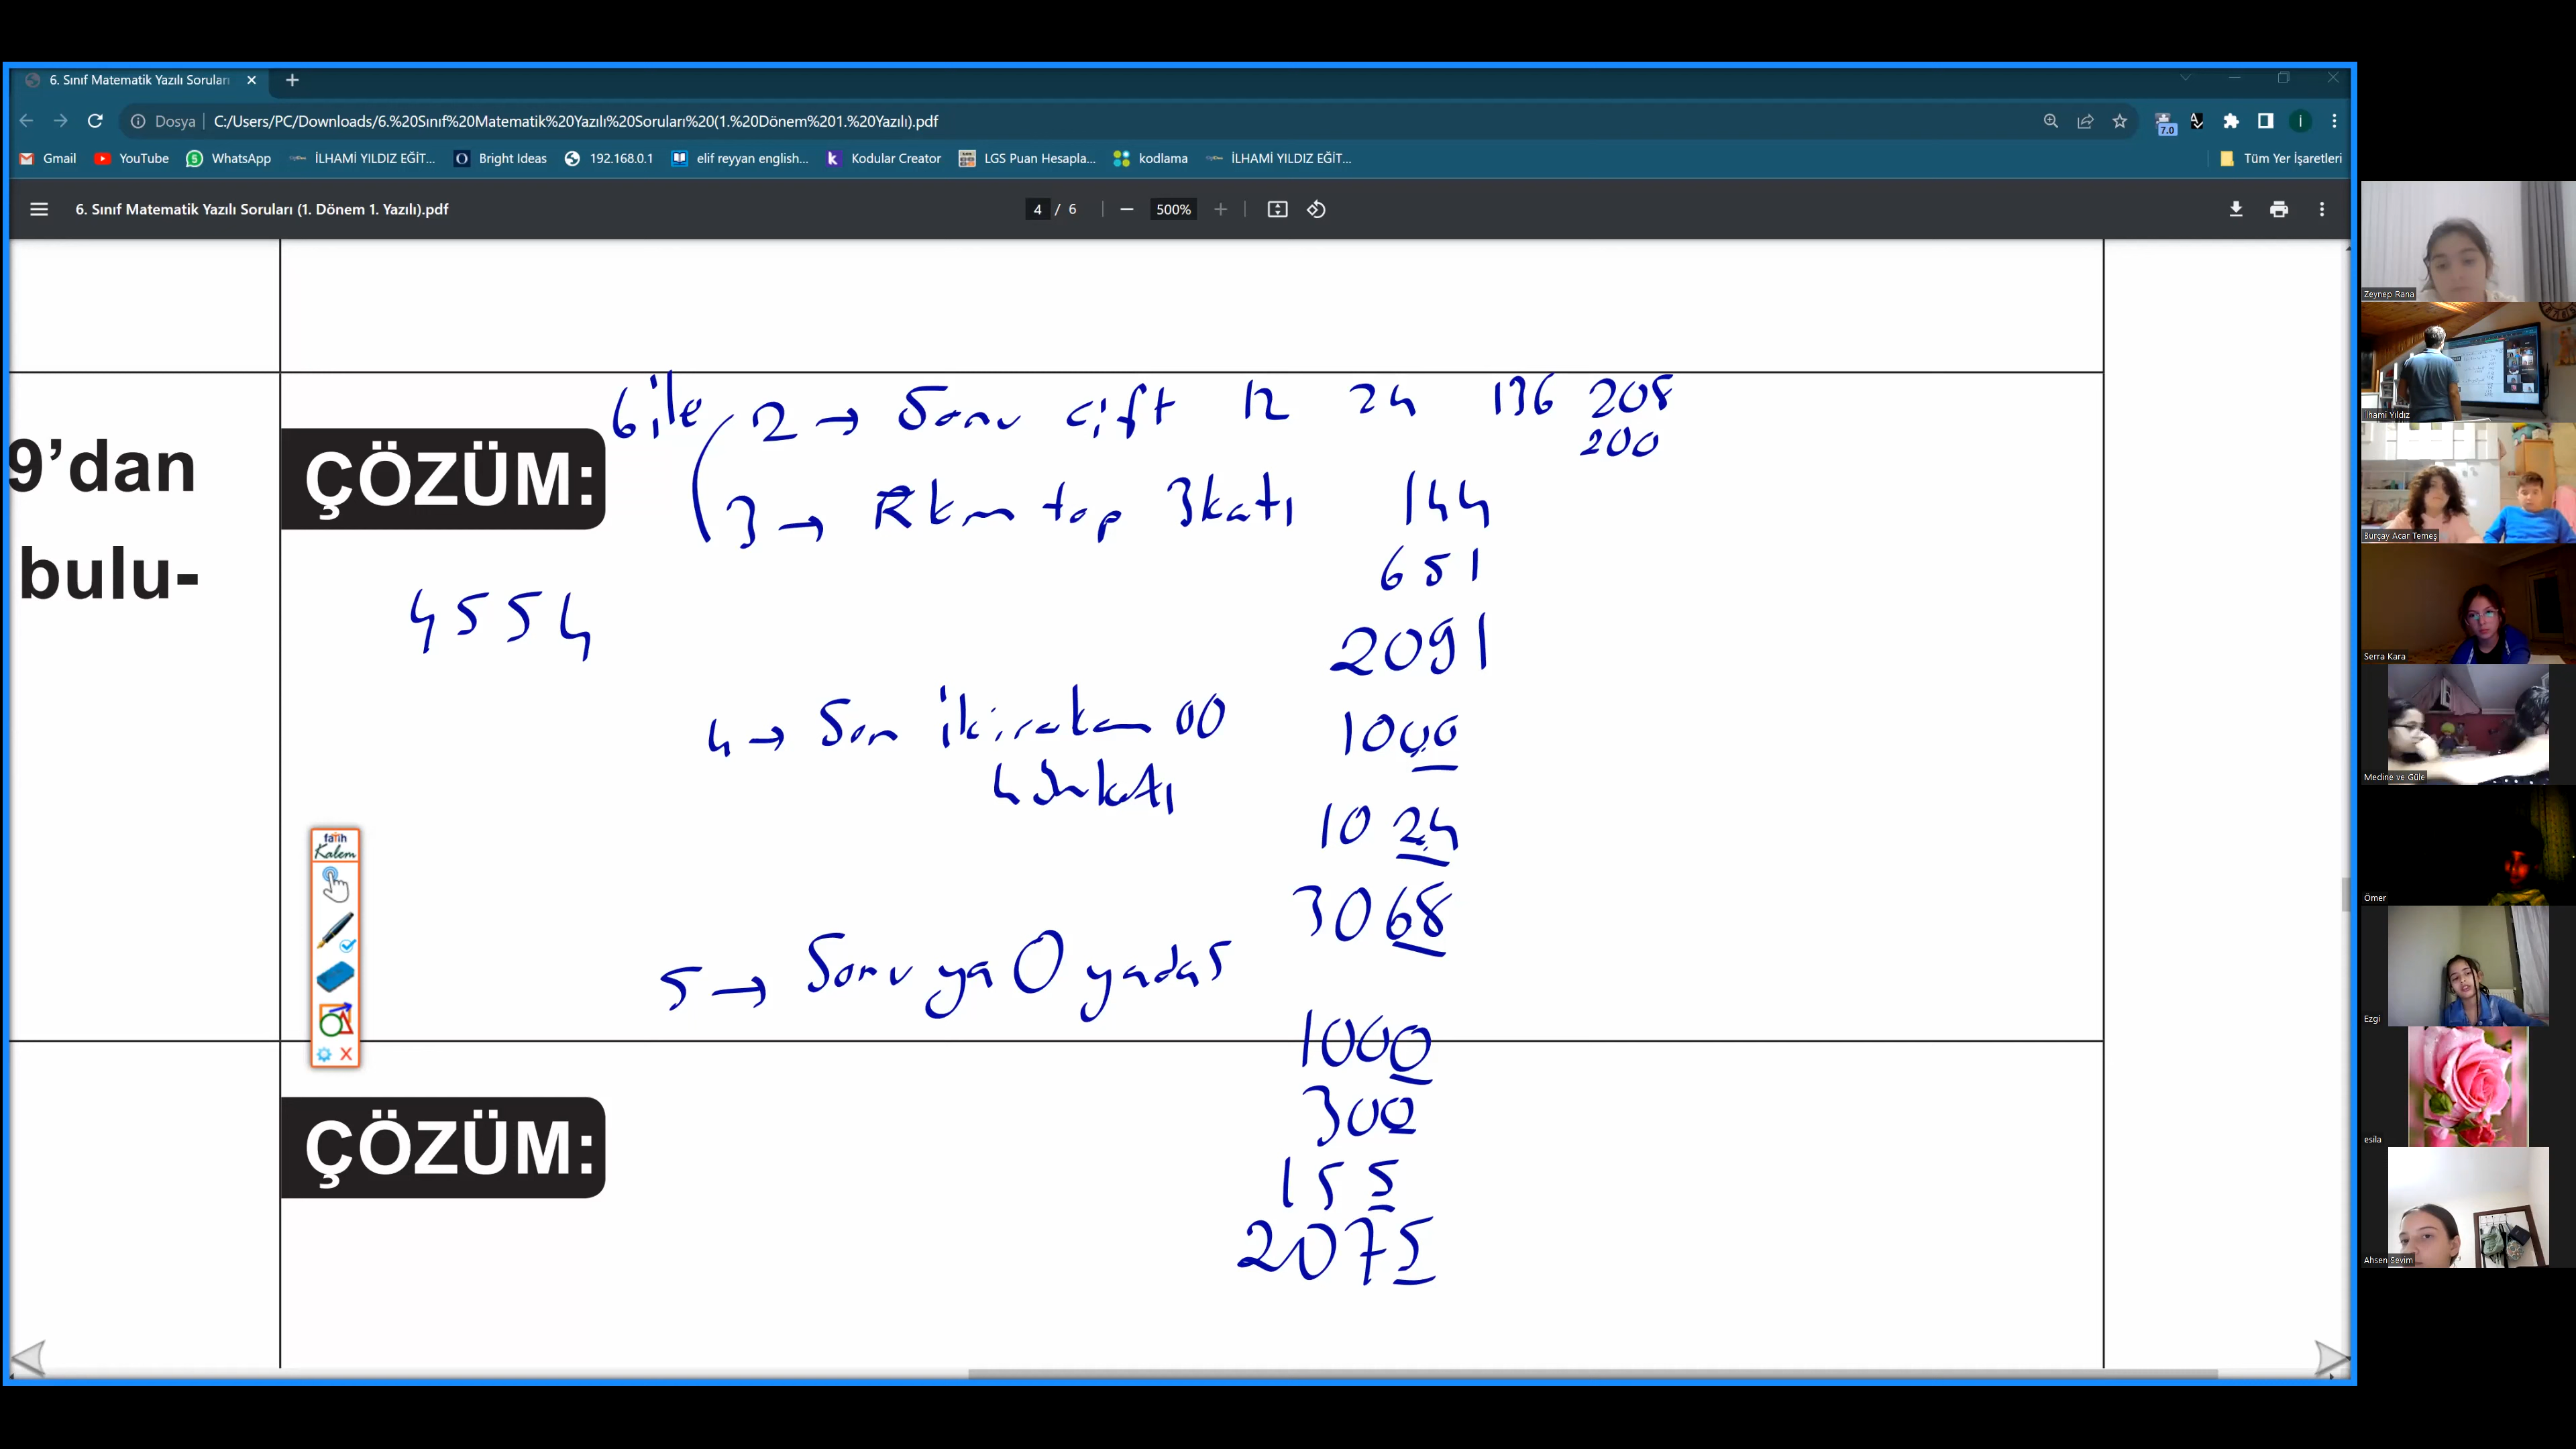 6. Sınıf Matematik Yazılı Soruları
Dosya
C:/Users/PC/Downloads/6.%20Sınıf%20Matematik%20Yazılı%20Soruları%20(1.%20Dönem%201.%20Yazılı).pdf
7.0
i
Gmail
YouTube
WhatsApp
İLHAMİ YILDIZ EĞİT...
Bright Ideas
192.168.0.1
elif reyyan english...
Kodular Creator
LGS Puan Hesapla...
kodlama
İLHAMİ YILDIZ EĞİT...
Tüm Yer İşaretleri
6. Sınıf Matematik Yazılı Soruları (1. Dönem 1. Yazılı).pdf
4 / 6
500%
9’dan
bulu-
ÇÖZÜM:
6 ile 2 → Sonu çift 12 24 136 208
200
3 → Rkm top 3 katı 144
651
4554
2091
4 → Son iki rakam 00 1000
4 ün katı
1024
3068
5 → Sonu ya 0 yada 5
1000
300
155
2075
fatih
Kalem
ÇÖZÜM:
Zeynep Rana
İlhami Yıldız
Burçay Acar Temeş
Serra Kara
Medine ve Güle
Ömer
Ezgi
esila
Ahsen Sevim